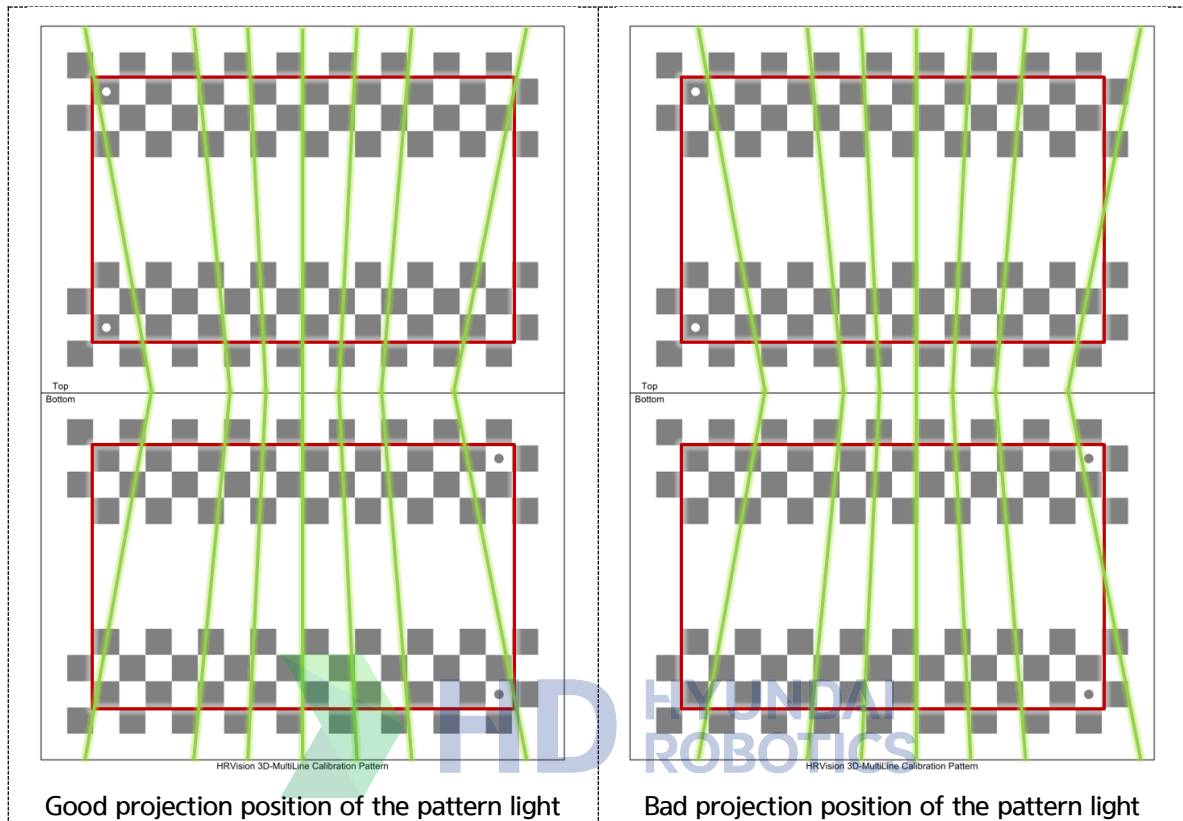 Top
Bottom
HRVision 3D-MultiLine Calibration Pattern
Good projection position of the pattern light
Top
Bottom
HRVision 3D-MultiLine Calibration Pattern
Bad projection position of the pattern light
HD HYUNDAI
ROBOTICS